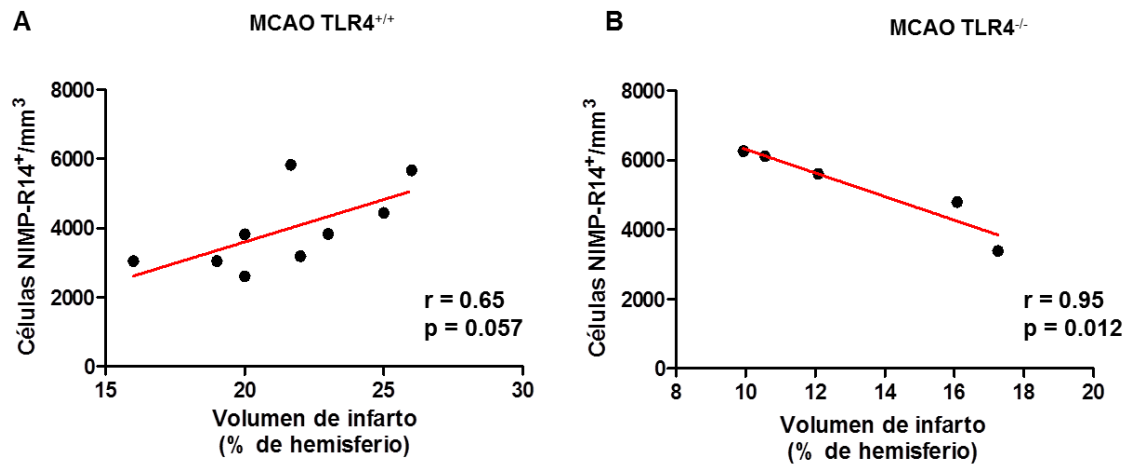 A
MCAO TLR4+/+
Células NIMP-R14+/mm3
8000
6000
4000
2000
0
15
20
25
30
r = 0.65
p = 0.057
Volumen de infarto
(% de hemisferio)
B
MCAO TLR4-/-
Células NIMP-R14+/mm3
8000
6000
4000
2000
0
8
10
12
14
16
18
20
r = 0.95
p = 0.012
Volumen de infarto
(% de hemisferio)